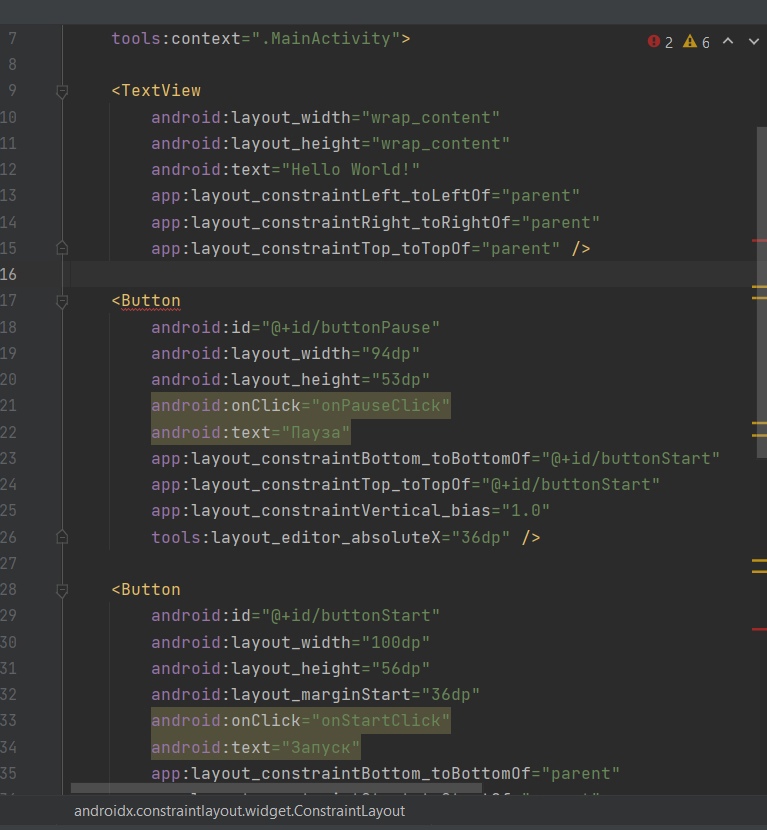 7 tools:context=".MainActivity">
2 6
8
9 <TextView
10 android:layout_width="wrap_content"
11 android:layout_height="wrap_content"
12 android:text="Hello World!"
13 app:layout_constraintLeft_toLeftOf="parent"
14 app:layout_constraintRight_toRightOf="parent"
15 app:layout_constraintTop_toTopOf="parent" />
16
17 <Button
18 android:id="@+id/buttonPause"
19 android:layout_width="94dp"
20 android:layout_height="53dp"
21 android:onClick="onPauseClick"
22 android:text="Пауза"
23 app:layout_constraintBottom_toBottomOf="@+id/buttonStart"
24 app:layout_constraintTop_toTopOf="@+id/buttonStart"
25 app:layout_constraintVertical_bias="1.0"
26 tools:layout_editor_absoluteX="36dp" />
27
28 <Button
29 android:id="@+id/buttonStart"
30 android:layout_width="100dp"
31 android:layout_height="56dp"
32 android:layout_marginStart="36dp"
33 android:onClick="onStartClick"
34 android:text="Запуск"
35 app:layout_constraintBottom_toBottomOf="parent"
androidx.constraintlayout.widget.ConstraintLayout